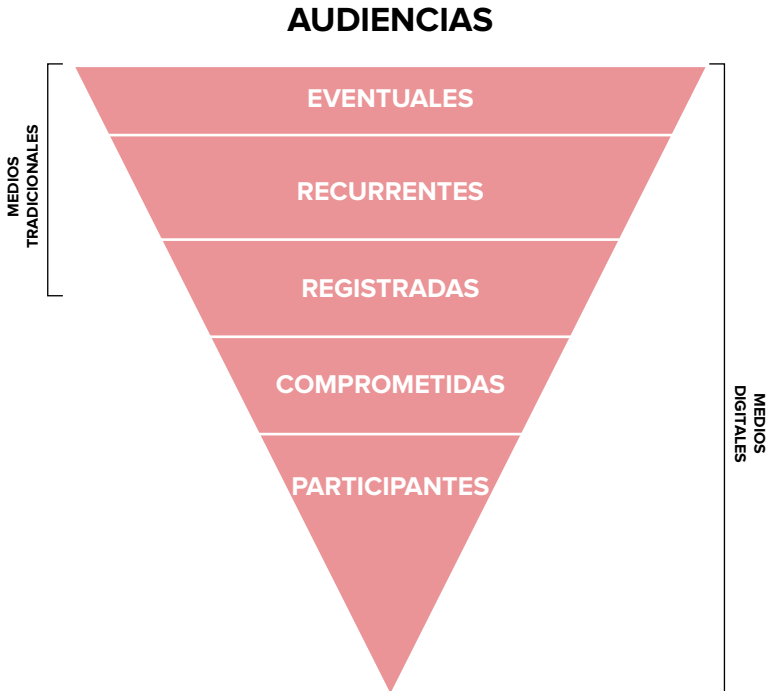 AUDIENCIAS
MEDIOS
TRADICIONALES
EVENTUALES
RECURRENTES
REGISTRADAS
COMPROMETIDAS
PARTICIPANTES
MEDIOS
DIGITALES